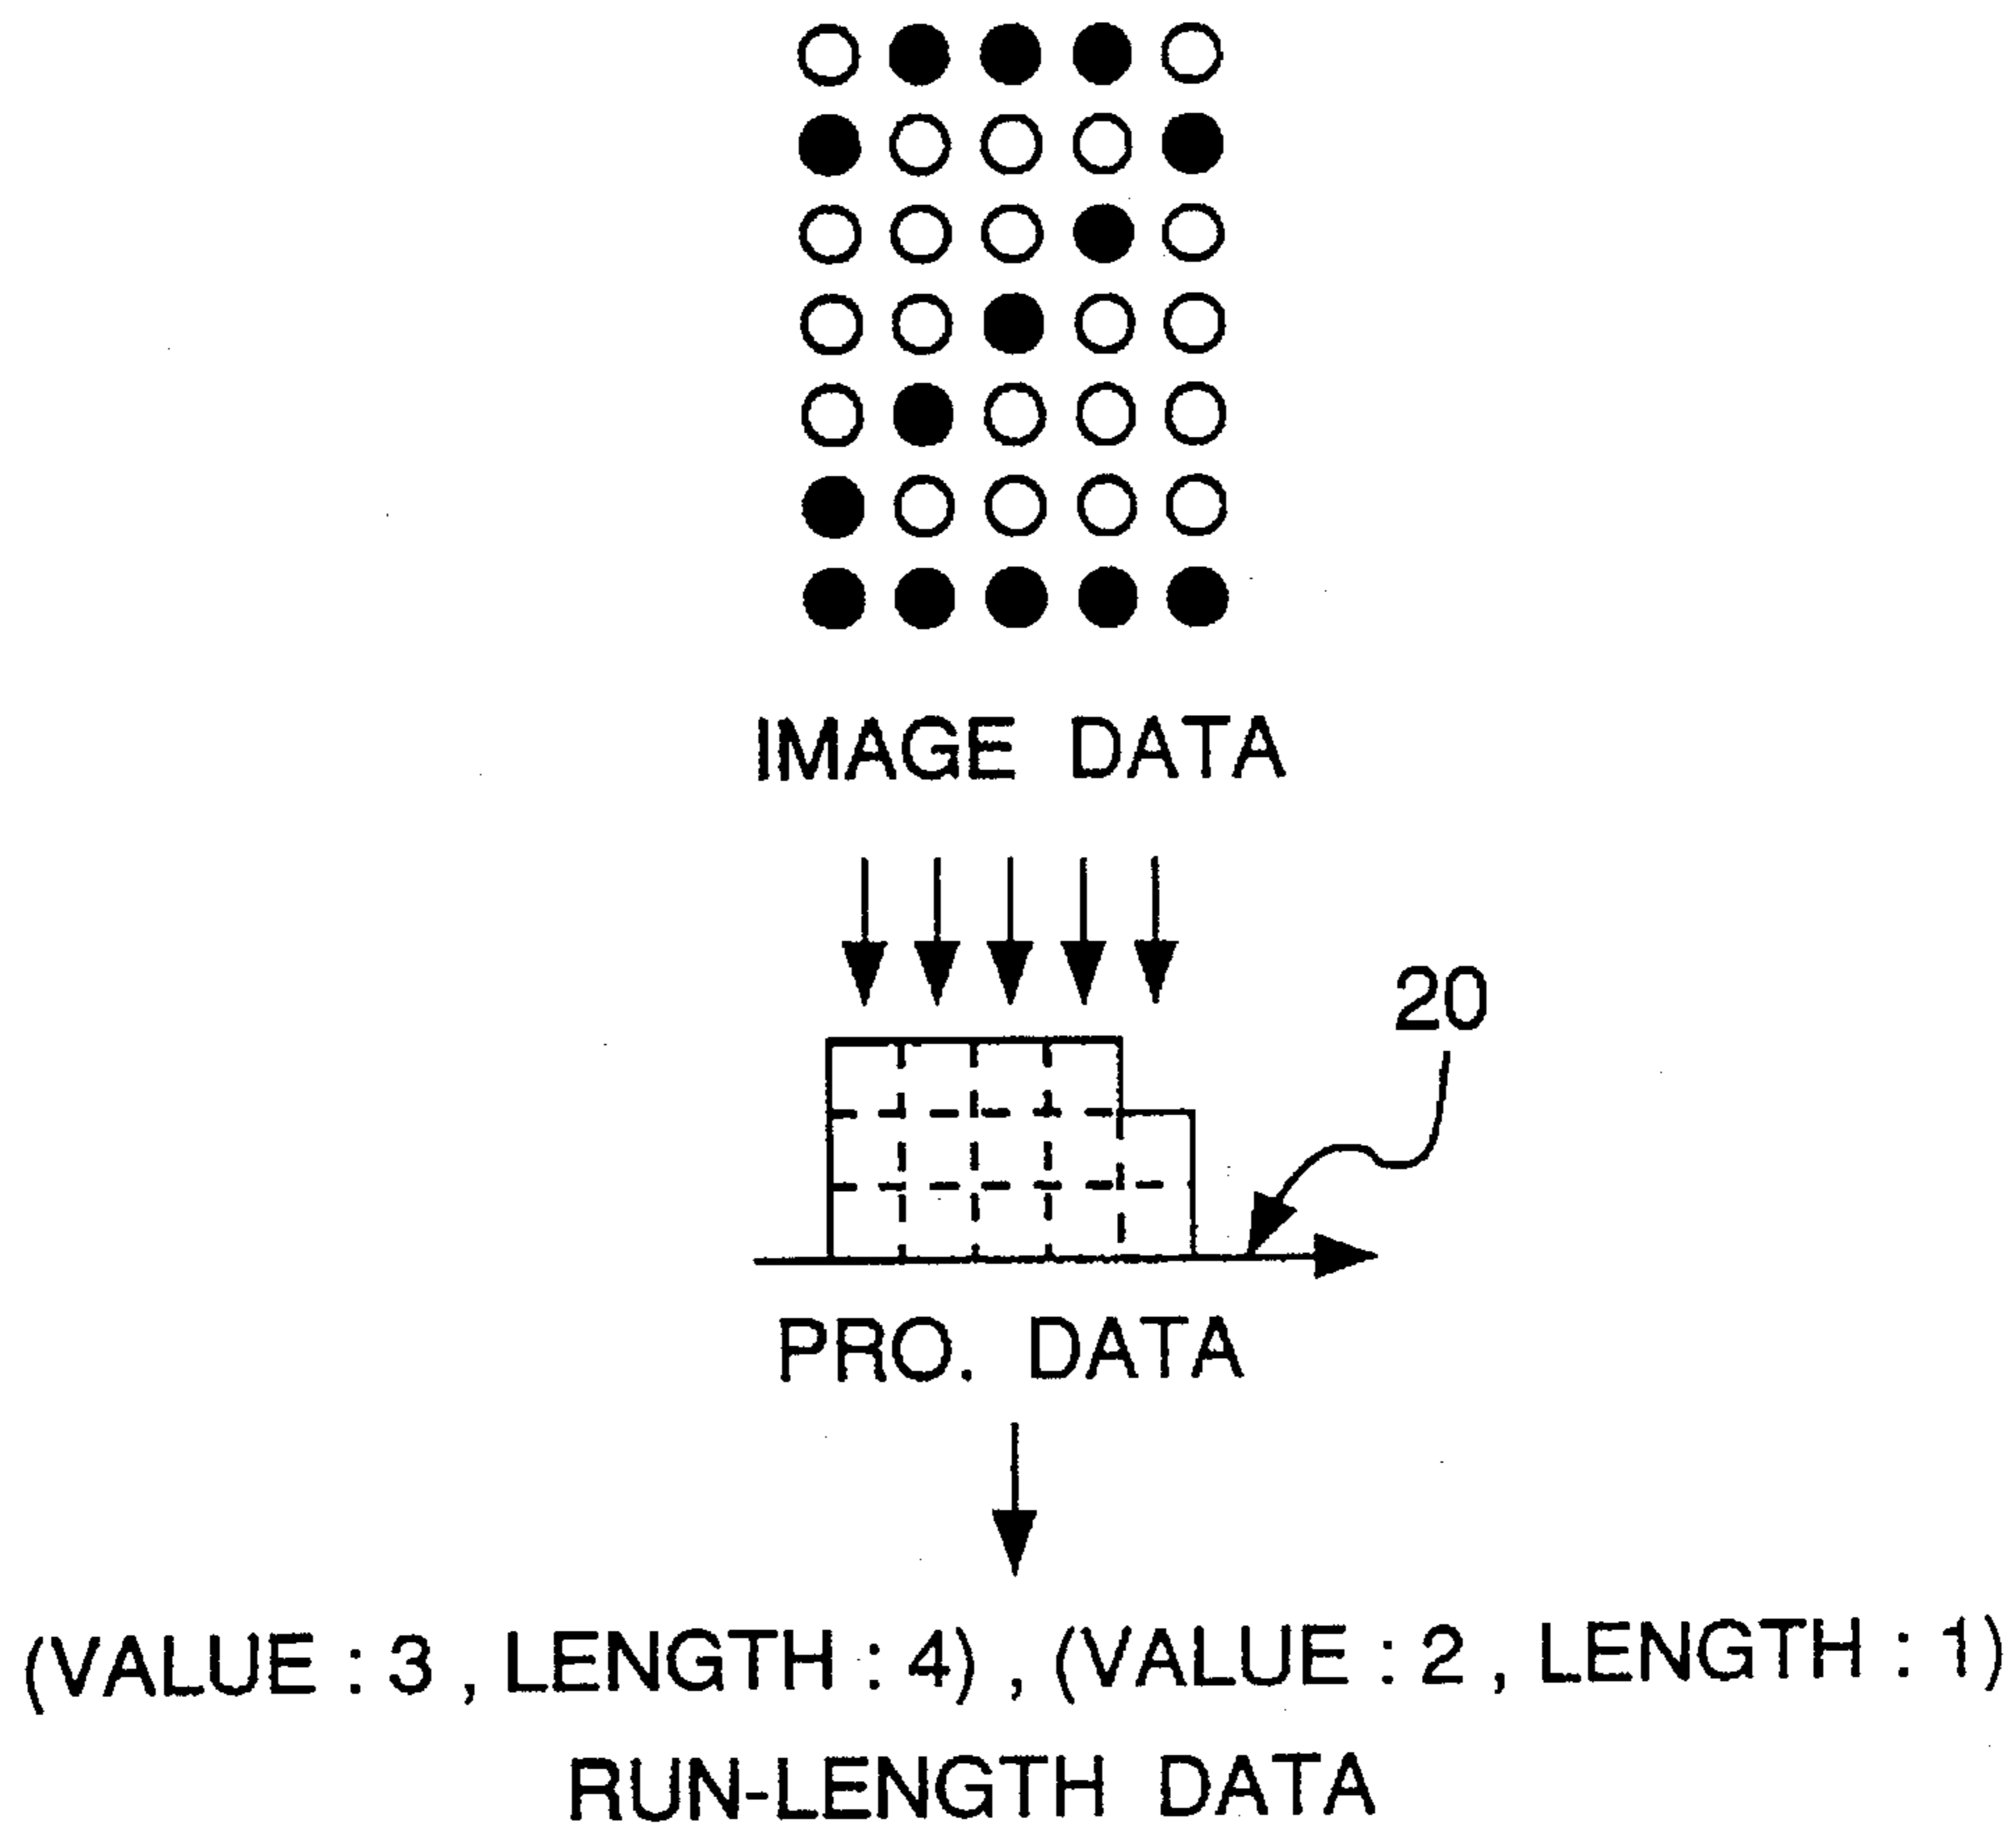 IMAGE DATA
20
PRO. DATA
(VALUE : 3 , LENGTH : 4) , (VALUE : 2 , LENGTH : 1)
RUN-LENGTH DATA